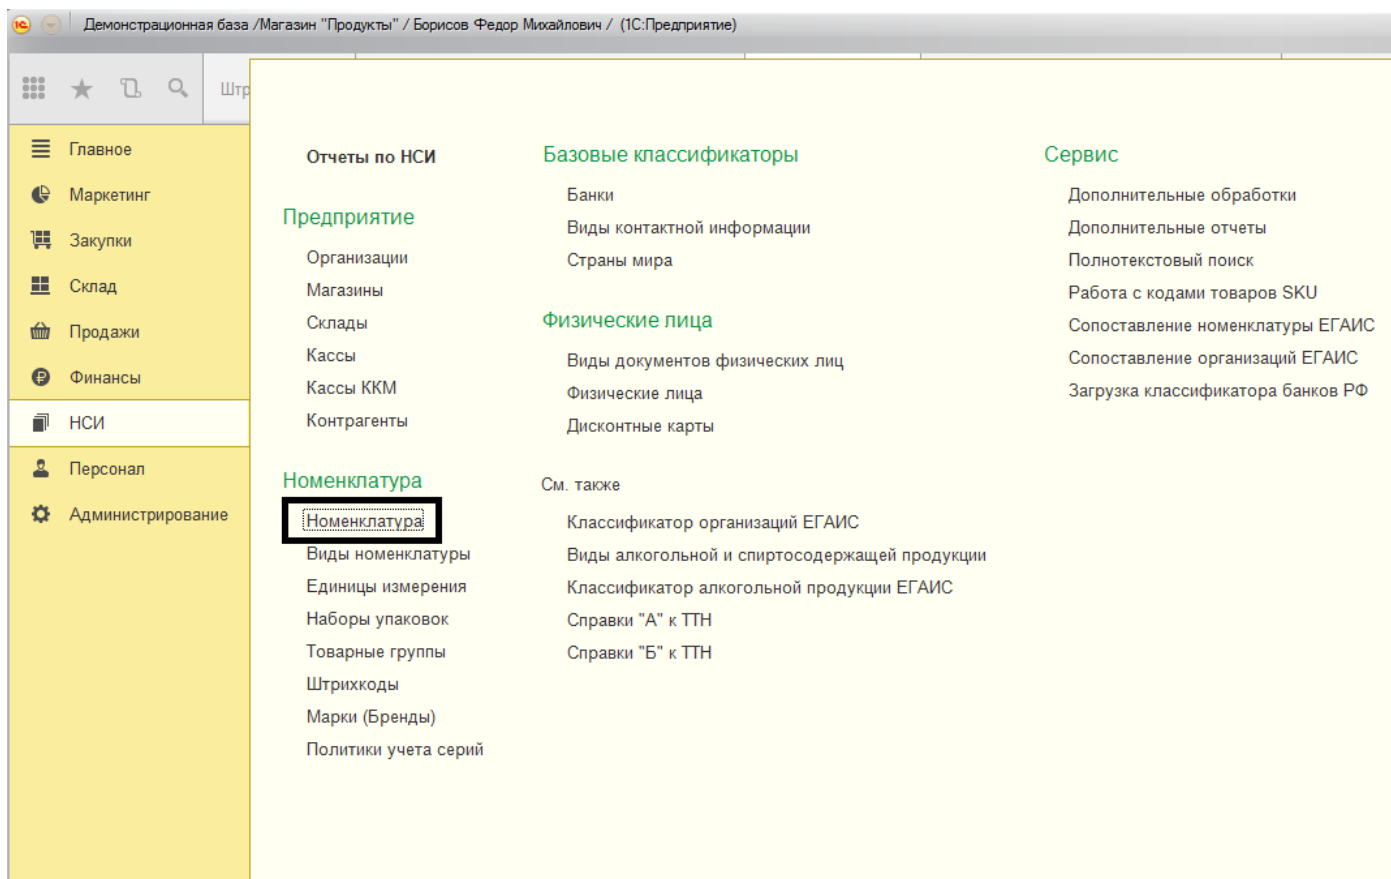 Демонстрационная база /Магазин "Продукты" / Борисов Федор Михайлович / (1С:Предприятие)
Штр
Главное
Маркетинг
Закупки
Склад
Продажи
Финансы
НСИ
Персонал
Администрирование
Отчеты по НСИ
Предприятие
Организации
Магазины
Склады
Кассы
Кассы ККМ
Контрагенты
Номенклатура
Номенклатура
Виды номенклатуры
Единицы измерения
Наборы упаковок
Товарные группы
Штрихкоды
Марки (Бренды)
Политики учета серий
Базовые классификаторы
Банки
Виды контактной информации
Страны мира
Физические лица
Виды документов физических лиц
Физические лица
Дисконтные карты
См. также
Классификатор организаций ЕГАИС
Виды алкогольной и спиртосодержащей продукции
Классификатор алкогольной продукции ЕГАИС
Справки "А" к ТТН
Справки "Б" к ТТН
Сервис
Дополнительные обработки
Дополнительные отчеты
Полнотекстовый поиск
Работа с кодами товаров SKU
Сопоставление номенклатуры ЕГАИС
Сопоставление организаций ЕГАИС
Загрузка классификатора банков РФ